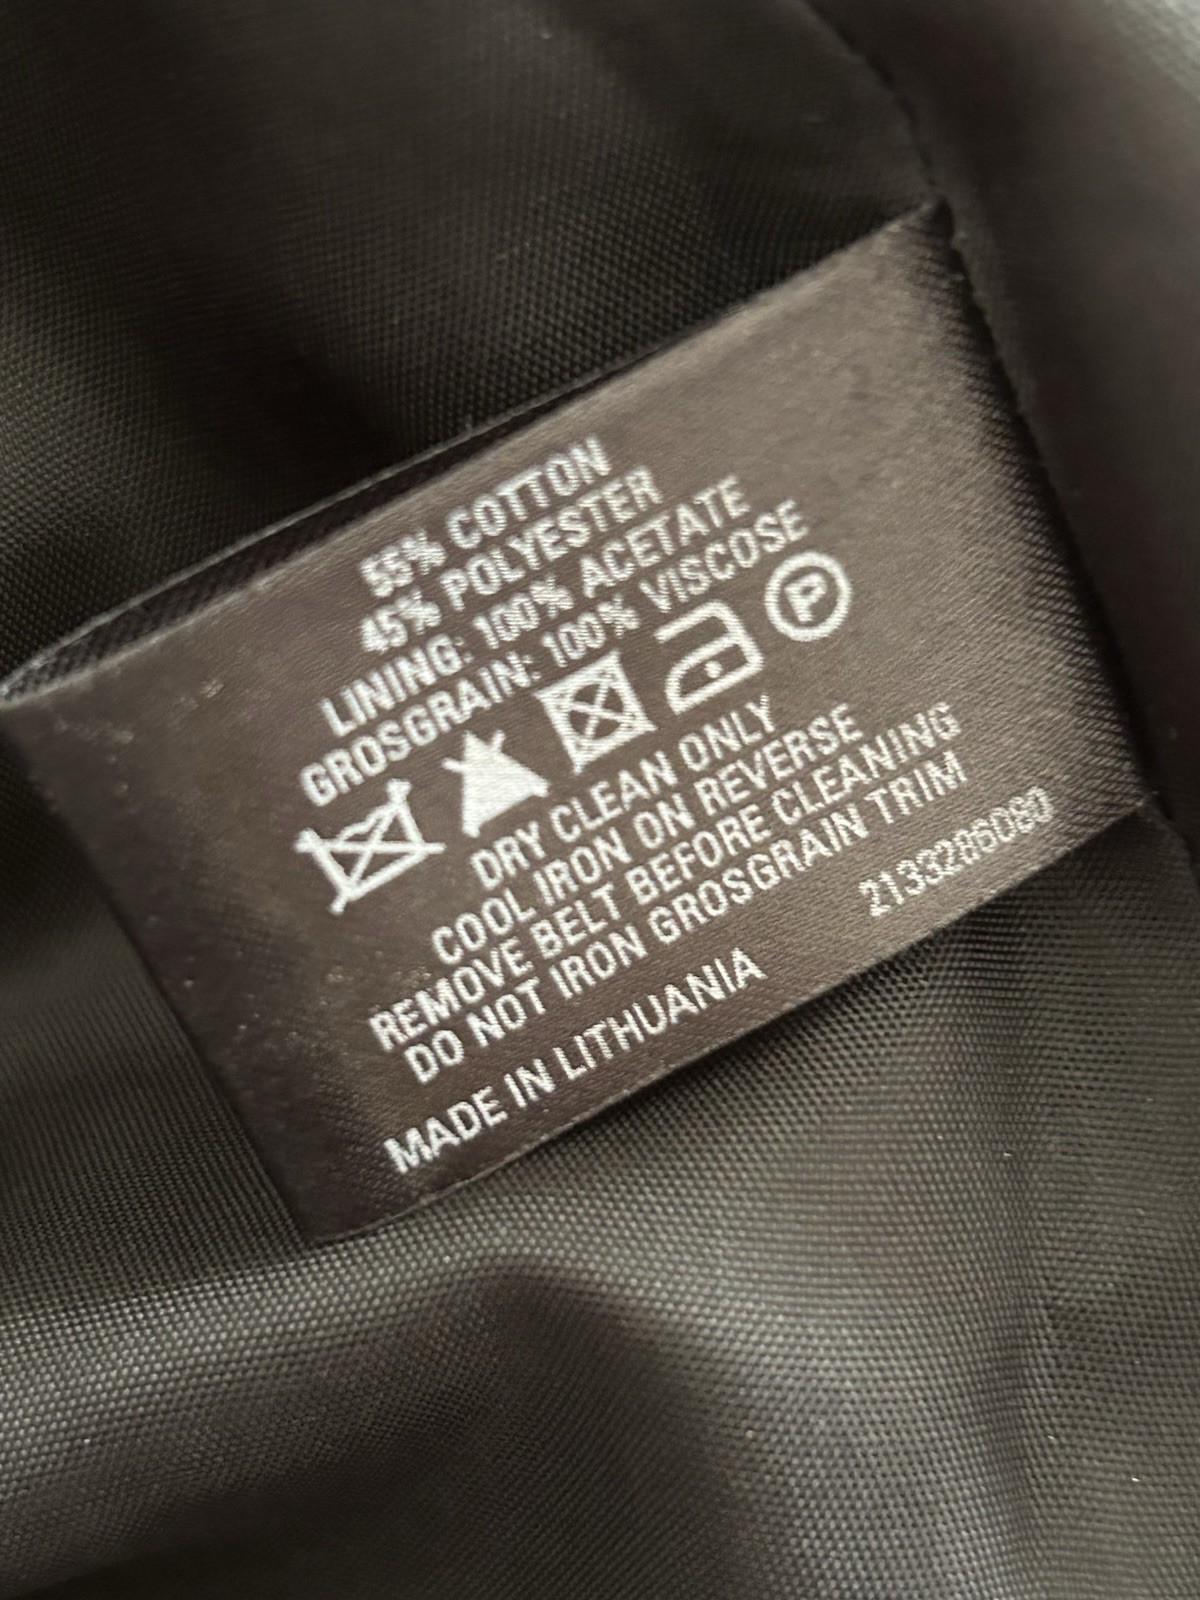 55% COTTON
45% POLYESTER
LINING: 100% ACETATE
GROSGRAIN: 100% VISCOSE
P
DRY CLEAN ONLY
COOL IRON ON REVERSE
REMOVE BELT BEFORE CLEANING
DO NOT IRON GROSGRAIN TRIM
2133286080
MADE IN LITHUANIA